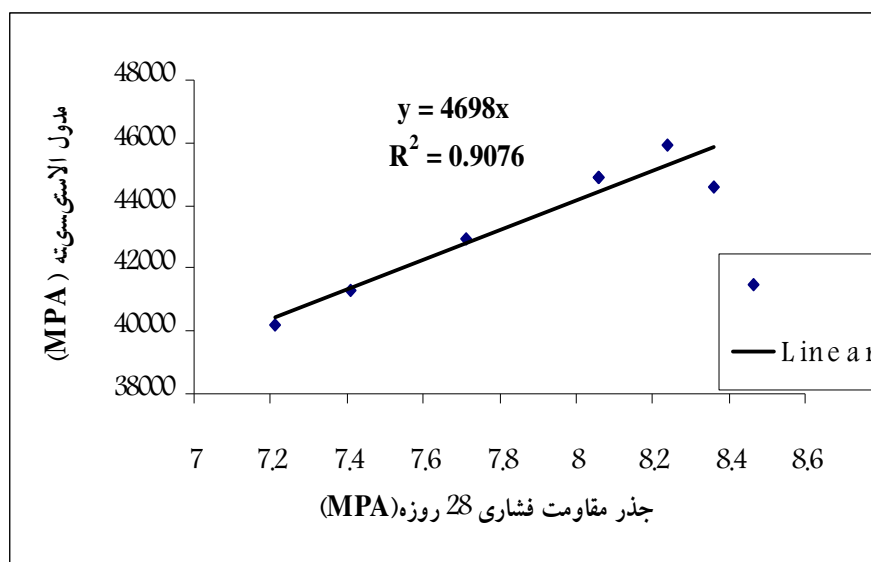 48000
46000
44000
42000
40000
38000
مدول الاستیسیته (MPA)
y = 4698x
R² = 0.9076
Linear
7 7.2 7.4 7.6 7.8 8 8.2 8.4 8.6
جذر مقاومت فشاری 28 روزه(MPA)